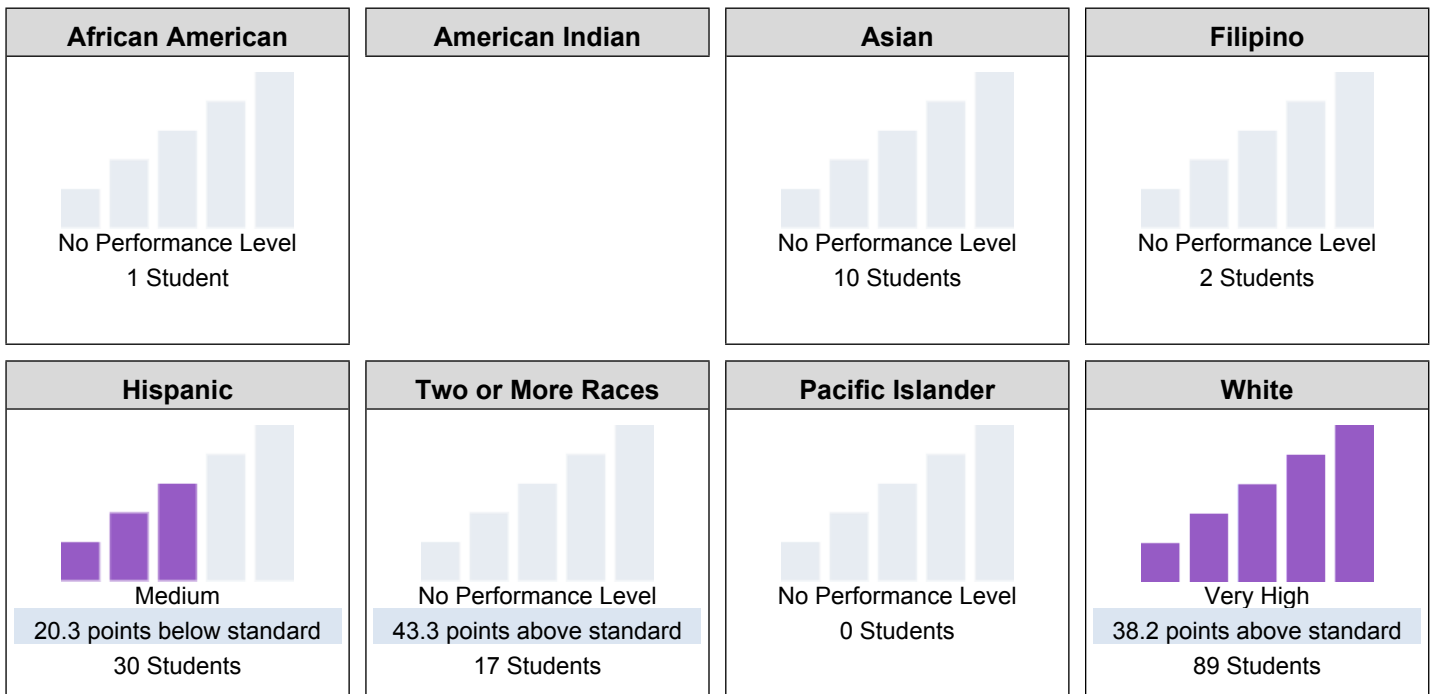 African American
No Performance Level
1 Student
American Indian
Asian
No Performance Level
10 Students
Filipino
No Performance Level
2 Students
Hispanic
Medium
20.3 points below standard
30 Students
Two or More Races
No Performance Level
43.3 points above standard
17 Students
Pacific Islander
No Performance Level
0 Students
White
Very High
38.2 points above standard
89 Students